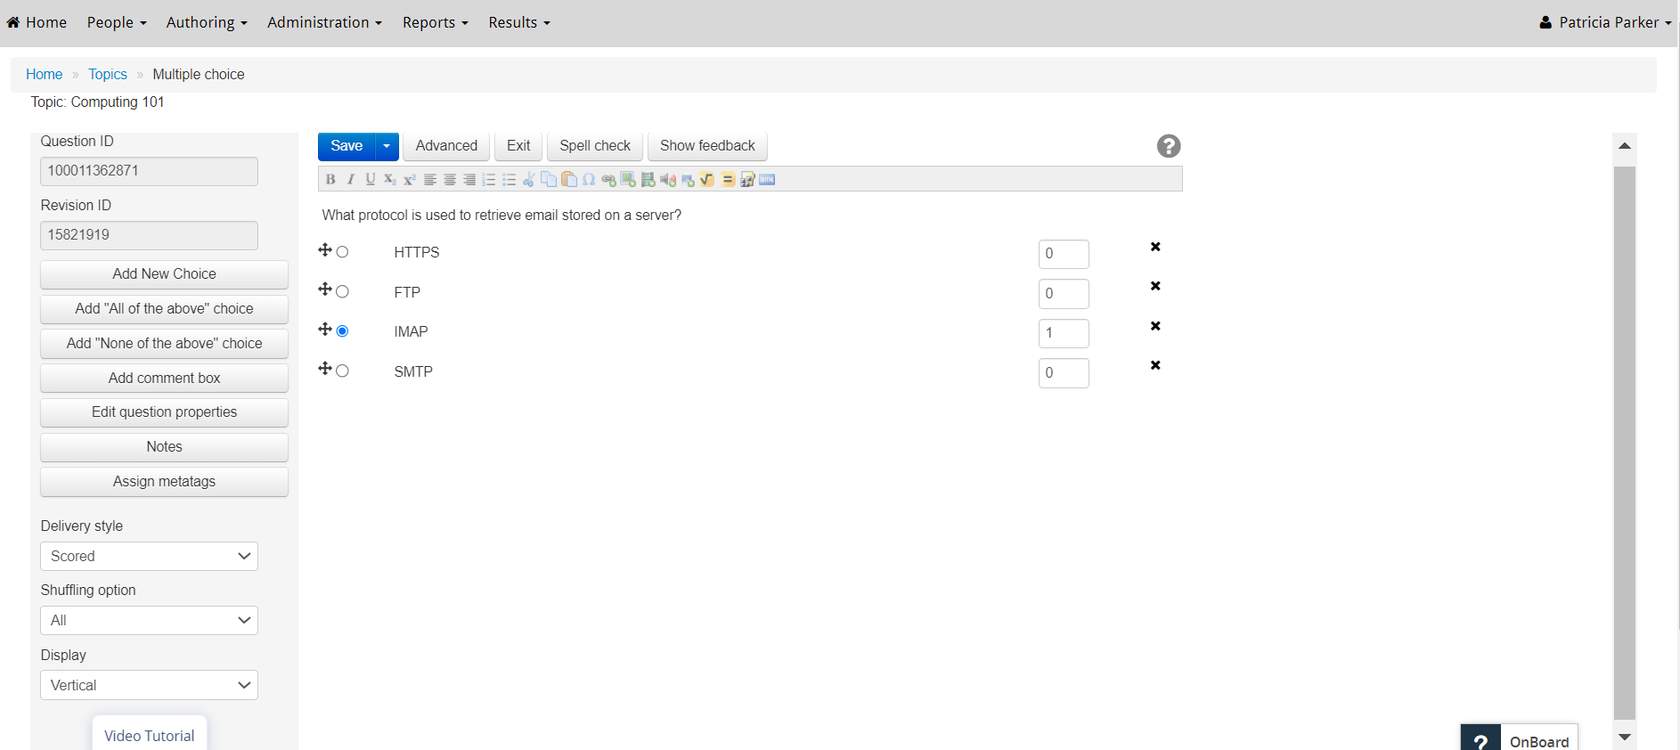 Home People Authoring Administration Reports Results Patricia Parker
Home » Topics » Multiple choice
Topic: Computing 101
Question ID
100011362871
Revision ID
15821919
Add New Choice
Add "All of the above" choice
Add "None of the above" choice
Add comment box
Edit question properties
Notes
Assign metatags
Delivery style
Scored
Shuffling option
All
Display
Vertical
Video Tutorial
Save Advanced Exit Spell check Show feedback ?
B I U X₂ X²
What protocol is used to retrieve email stored on a server?
HTTPS 0
FTP 0
IMAP 1
SMTP 0
? OnBoard